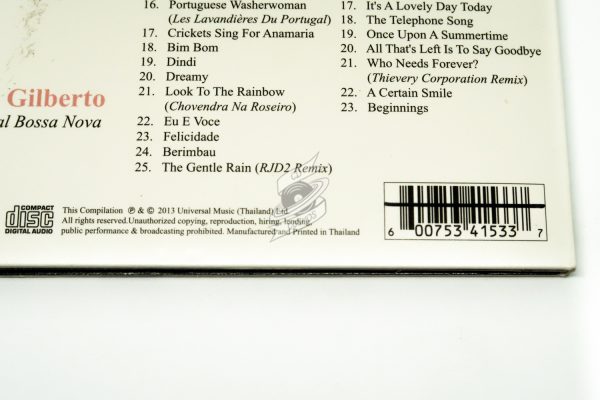 Gilberto
al Bossa Nova
16. Portuguese Washerwoman
(Les Lavandières Du Portugal)
17. Crickets Sing For Anamaria
18. Bim Bom
19. Dindi
20. Dreamy
21. Look To The Rainbow
(Chovendra Na Roseiro)
22. Eu E Voce
23. Felicidade
24. Berimbau
25. The Gentle Rain (RJD2 Remix)
17. It's A Lovely Day Today
18. The Telephone Song
19. Once Upon A Summertime
20. All That's Left Is To Say Goodbye
21. Who Needs Forever?
(Thievery Corporation Remix)
22. A Certain Smile
23. Beginnings
COMPACT
disc
DIGITAL AUDIO
This Compilation ℗ & © 2013 Universal Music (Thailand) Ltd
All rights reserved.Unauthorized copying, reproduction, hiring, lending,
public performance & broadcasting prohibited. Manufactured and Printed in Thailand
6 00753 41533 7